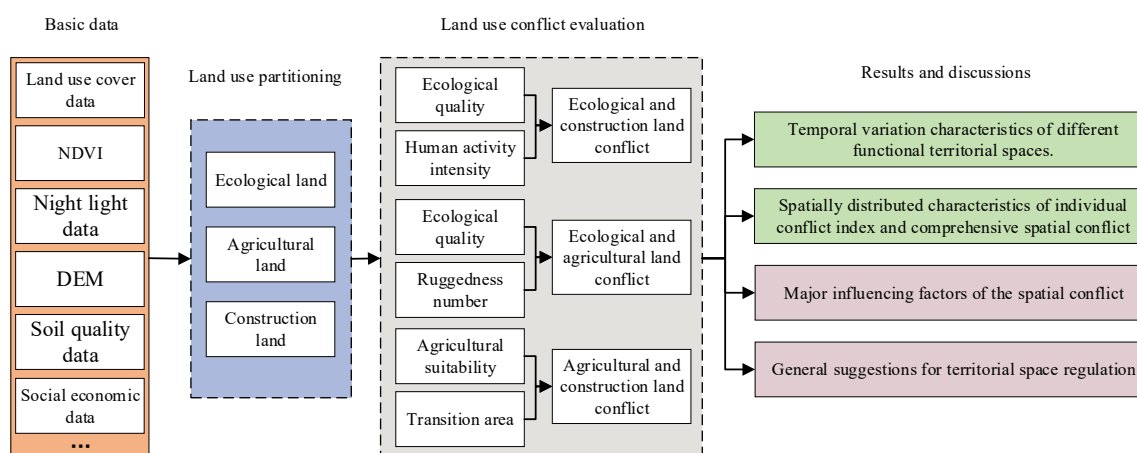 Basic data
Land use cover
data
NDVI
Night light
data
DEM
Soil quality
data
Social economic
data
...
Land use partitioning
Ecological land
Agricultural
land
Construction
land
Land use conflict evaluation
Ecological
quality
Human activity
intensity
Ecological and
construction land
conflict
Ecological
quality
Ruggedness
number
Ecological and
agricultural land
conflict
Agricultural
suitability
Transition area
Agricultural and
construction land
conflict
Results and discussions
Temporal variation characteristics of different
functional territorial spaces.
Spatially distributed characteristics of individual
conflict index and comprehensive spatial conflict
Major influencing factors of the spatial conflict
General suggestions for territorial space regulation